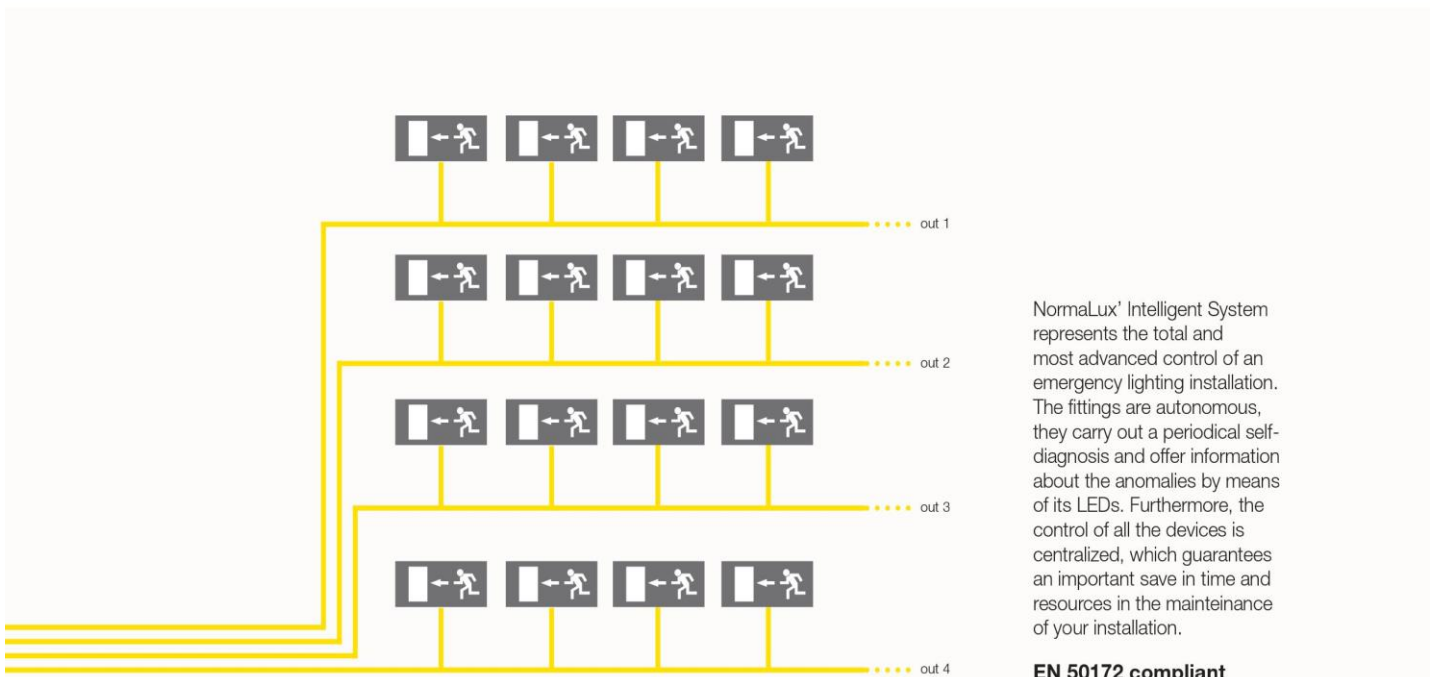 out 1
out 2
out 3
out 4
NormaLux' Intelligent System
represents the total and
most advanced control of an
emergency lighting installation.
The fittings are autonomous,
they carry out a periodical self-
diagnosis and offer information
about the anomalies by means
of its LEDs. Furthermore, the
control of all the devices is
centralized, which guarantees
an important save in time and
resources in the mainteinance
of your installation.
EN 50172 compliant